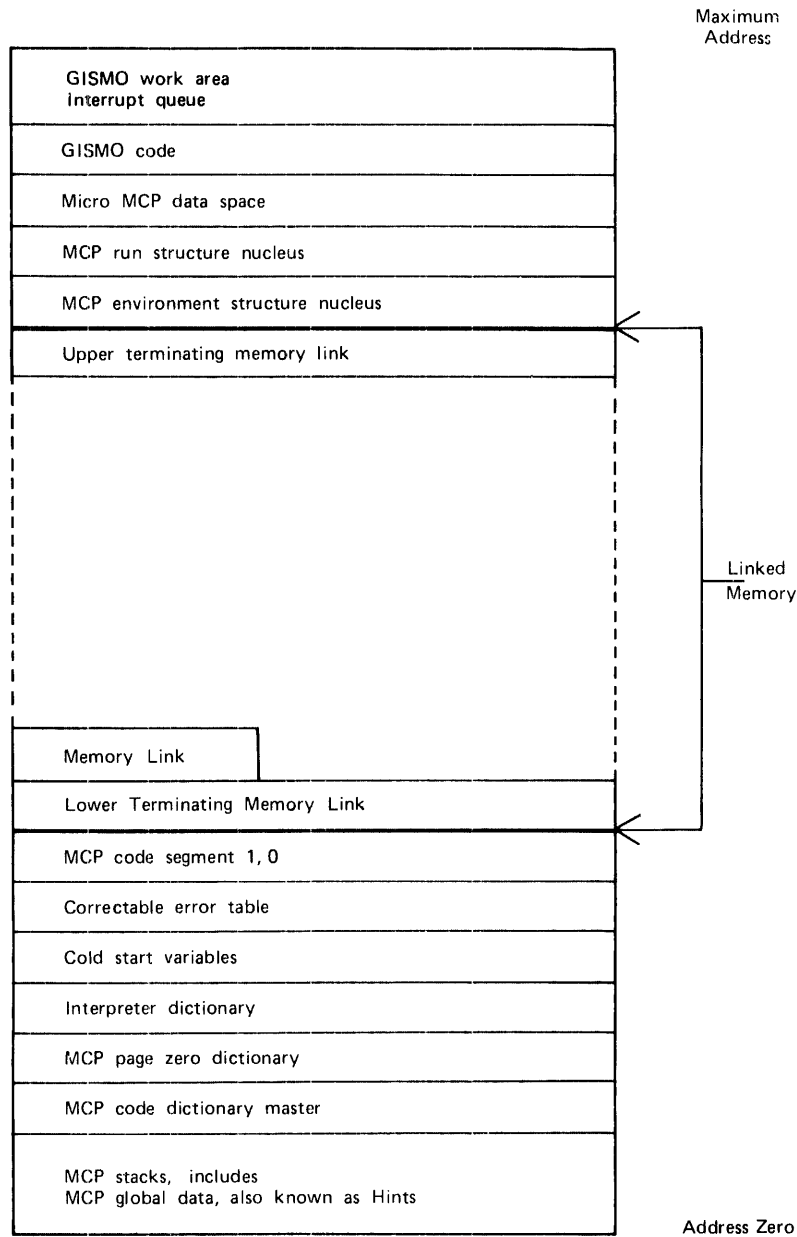 Maximum
Address
GISMO work area
Interrupt queue
GISMO code
Micro MCP data space
MCP run structure nucleus
MCP environment structure nucleus
Upper terminating memory link
Linked
Memory
Memory Link
Lower Terminating Memory Link
MCP code segment 1, 0
Correctable error table
Cold start variables
Interpreter dictionary
MCP page zero dictionary
MCP code dictionary master
MCP stacks, includes
MCP global data, also known as Hints
Address Zero